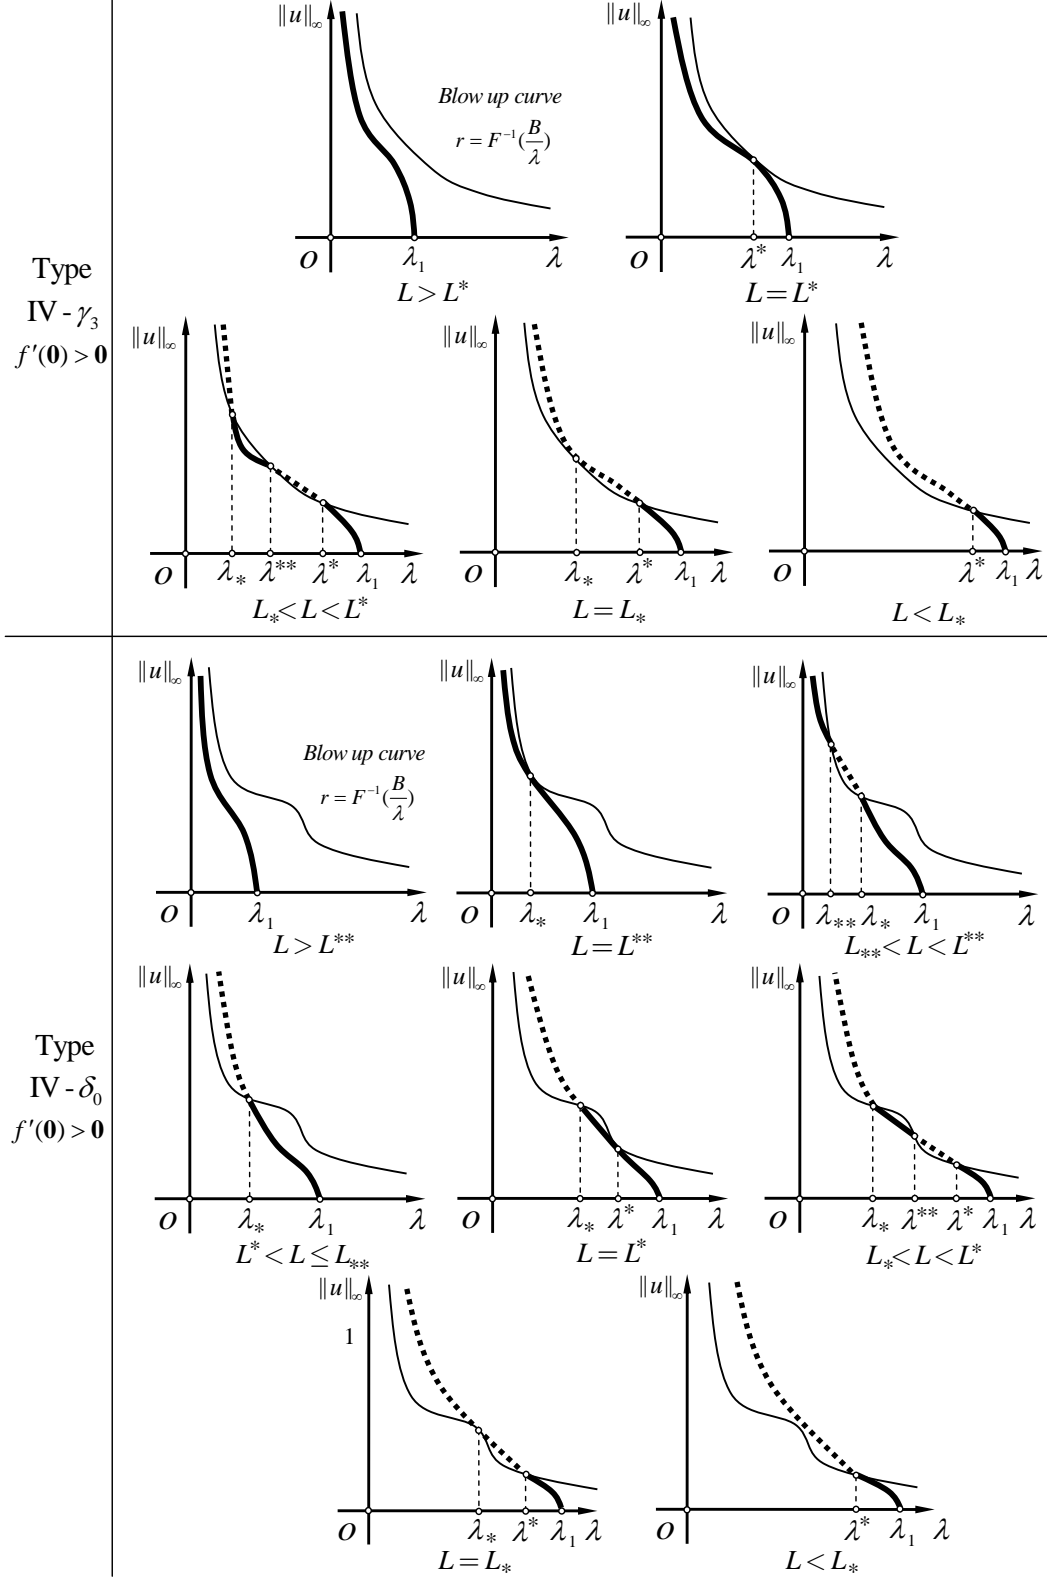 Type
IV - γ₃
f′(0) > 0
‖u‖∞
Blow up curve
r = F⁻¹(B/λ)
O
λ₁
λ
L > L*
‖u‖∞
O
λ*
λ₁
λ
L = L*
‖u‖∞
O
λ⁎
λ**
λ*
λ₁
λ
L⁎ < L < L*
‖u‖∞
O
λ⁎
λ*
λ₁
λ
L = L⁎
‖u‖∞
O
λ*
λ₁
λ
L < L⁎
Type
IV - δ₀
f′(0) > 0
‖u‖∞
Blow up curve
r = F⁻¹(B/λ)
O
λ₁
λ
L > L**
‖u‖∞
O
λ⁎
λ₁
λ
L = L**
‖u‖∞
O
λ⁎⁎
λ⁎
λ₁
λ
L⁎⁎ < L < L**
‖u‖∞
O
λ⁎
λ₁
λ
L* < L ≤ L⁎⁎
‖u‖∞
O
λ⁎
λ*
λ₁
λ
L = L*
‖u‖∞
O
λ⁎
λ**
λ*
λ₁
λ
L⁎ < L < L*
‖u‖∞
1
O
λ⁎
λ*
λ₁
λ
L = L⁎
‖u‖∞
O
λ*
λ₁
λ
L < L⁎